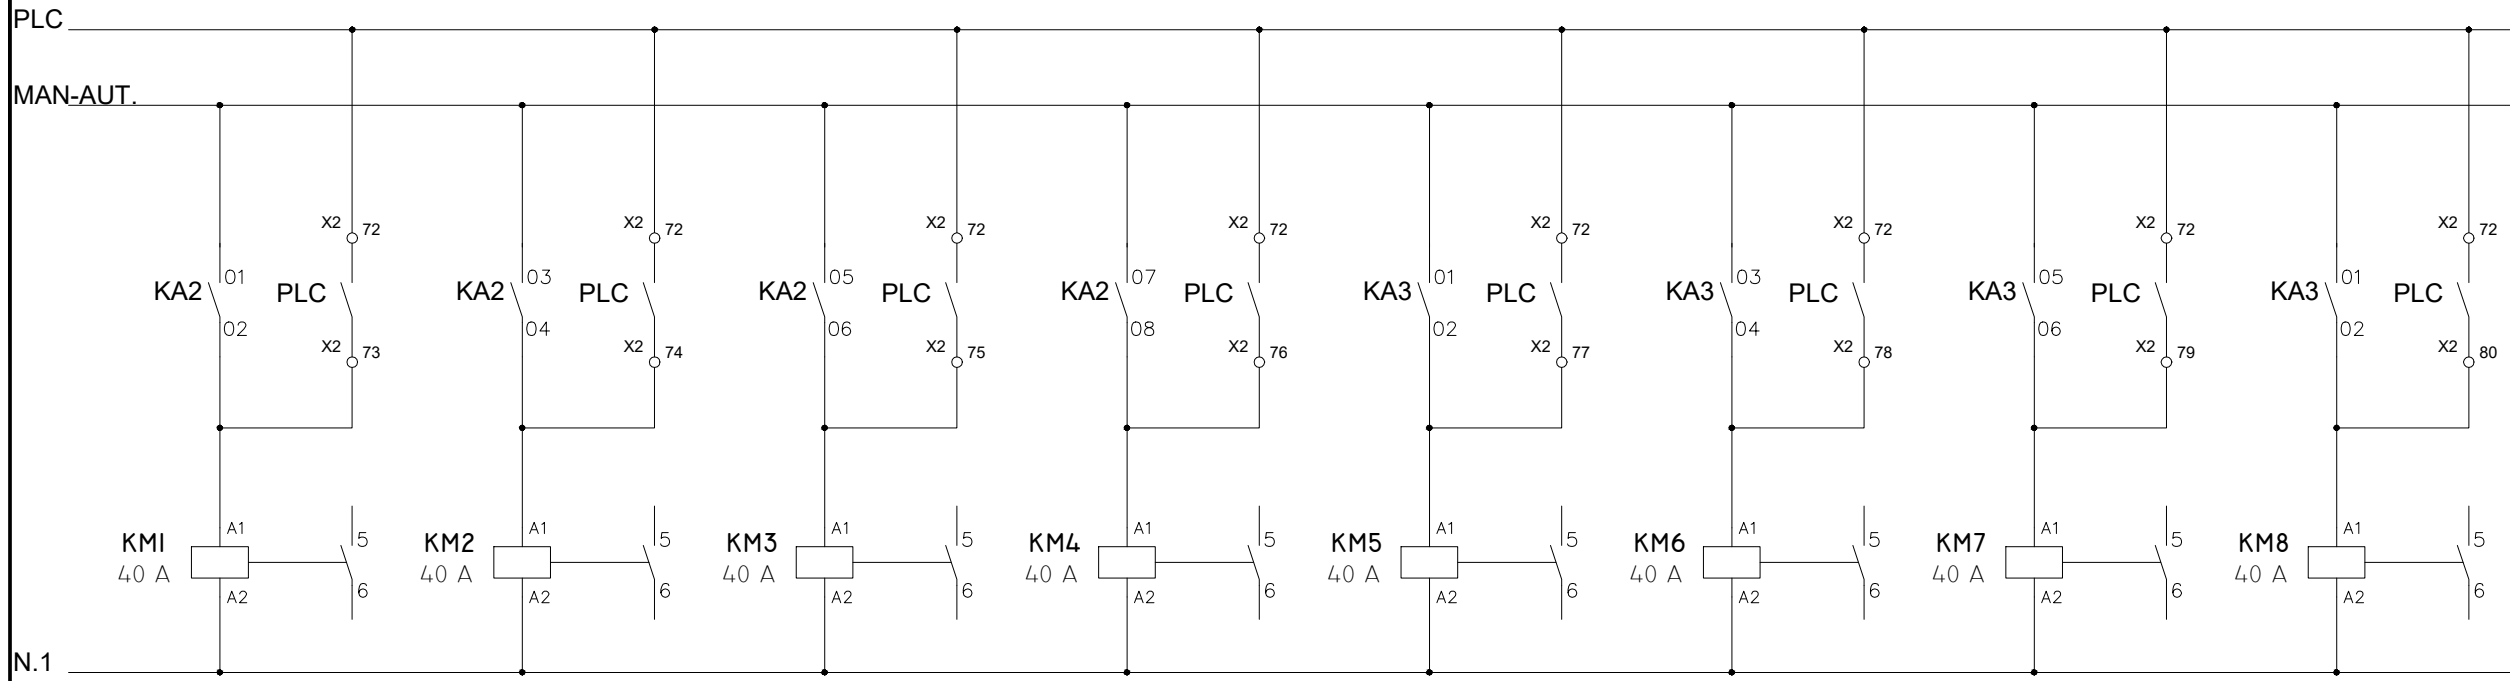 PLC
MAN-AUT.
X2 72 X2 72 X2 72 X2 72 X2 72 X2 72 X2 72 X2 72
01 03 05 07 01 03 05 01
KA2 PLC KA2 PLC KA2 PLC KA2 PLC KA3 PLC KA3 PLC KA3 PLC KA3 PLC
02 04 06 08 02 04 06 02
X2 73 X2 74 X2 75 X2 76 X2 77 X2 78 X2 79 X2 80
A1 A1 A1 A1 A1 A1 A1 A1
KM1 5 KM2 5 KM3 5 KM4 5 KM5 5 KM6 5 KM7 5 KM8 5
40 A 40 A 40 A 40 A 40 A 40 A 40 A 40 A
A2 6 A2 6 A2 6 A2 6 A2 6 A2 6 A2 6 A2 6
N.1